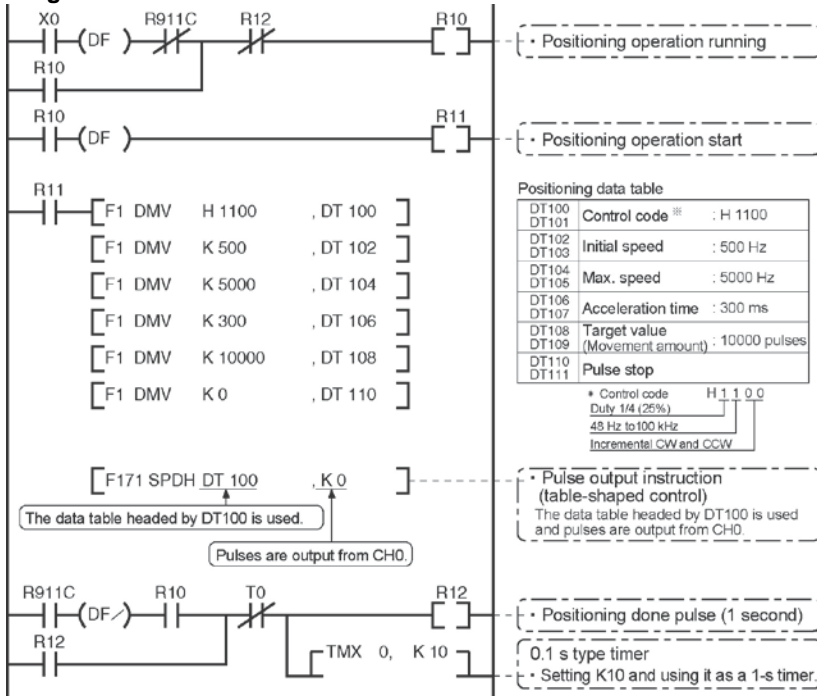 X0 R911C R12 R10
(DF )
· Positioning operation running
R10
R10 R11
(DF )
· Positioning operation start
R11
F1 DMV H 1100 , DT 100
F1 DMV K 500 , DT 102
F1 DMV K 5000 , DT 104
F1 DMV K 300 , DT 106
F1 DMV K 10000 , DT 108
F1 DMV K 0 , DT 110
Positioning data table
DT100
DT101 Control code ※ : H 1100
DT102
DT103 Initial speed : 500 Hz
DT104
DT105 Max. speed : 5000 Hz
DT106
DT107 Acceleration time : 300 ms
DT108
DT109 Target value
(Movement amount) : 10000 pulses
DT110
DT111 Pulse stop
* Control code H 1 1 0 0
Duty 1/4 (25%)
48 Hz to100 kHz
Incremental CW and CCW
F171 SPDH DT 100 , K 0
The data table headed by DT100 is used.
Pulses are output from CH0.
· Pulse output instruction
(table-shaped control)
The data table headed by DT100 is used
and pulses are output from CH0.
R911C R10 T0 R12
(DF/)
· Positioning done pulse (1 second)
R12
TMX 0, K 10
0.1 s type timer
· Setting K10 and using it as a 1-s timer.